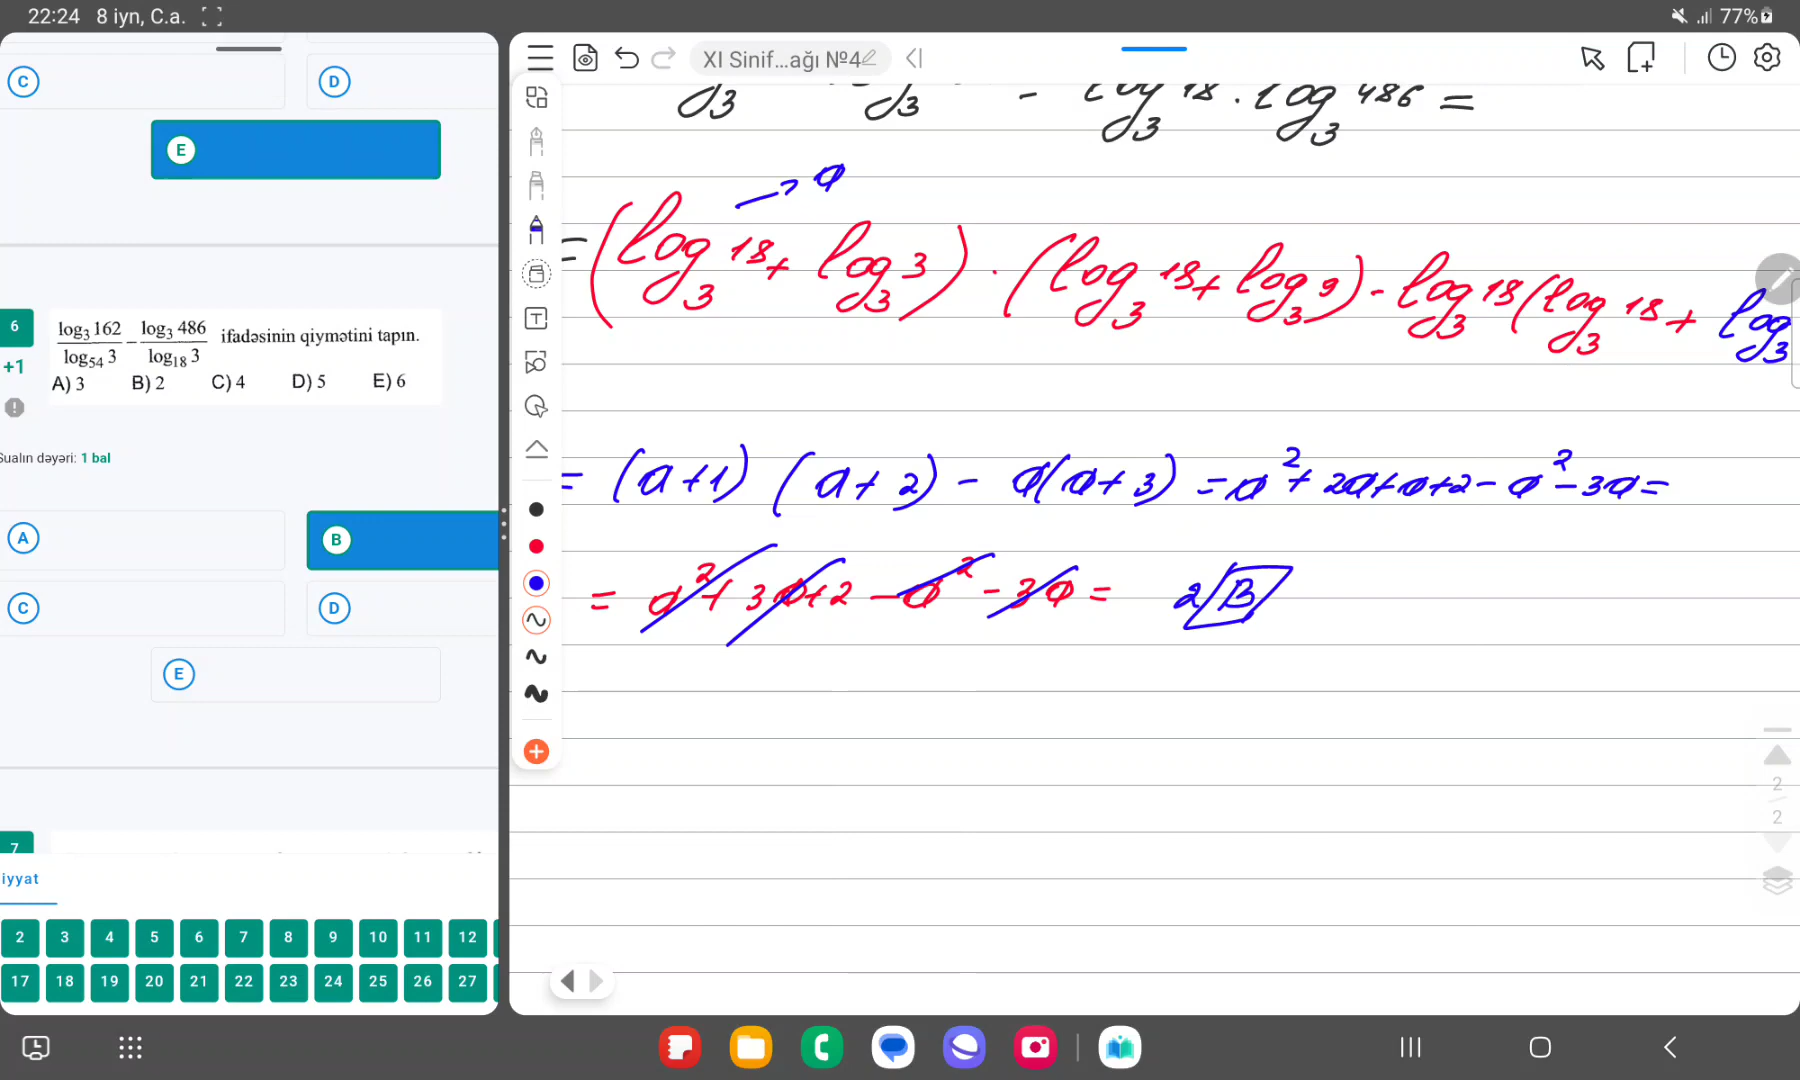 22:24 8 iyn, C.a.
77%
C
D
E
6
+1
log₃ 162 / log₅₄ 3 − log₃ 486 / log₁₈ 3 ifadəsinin qiymətini tapın.
A) 3 B) 2 C) 4 D) 5 E) 6
Sualın dəyəri: 1 bal
A
B
C
D
E
7
iyyat
2 3 4 5 6 7 8 9 10 11 12
17 18 19 20 21 22 23 24 25 26 27
XI Sinif...ağı №4
- log₃ 18 . log₃ 486 =
→ a
= (log₃ 18 + log₃ 3) . (log₃ 18 + log₃ 9) - log₃ 18 (log₃ 18 + log₃
= (a+1) (a+2) - a(a+3) = a² + 2a + a + 2 - a² - 3a =
= a² + 3a + 2 - a² - 3a = 2 B
2
2